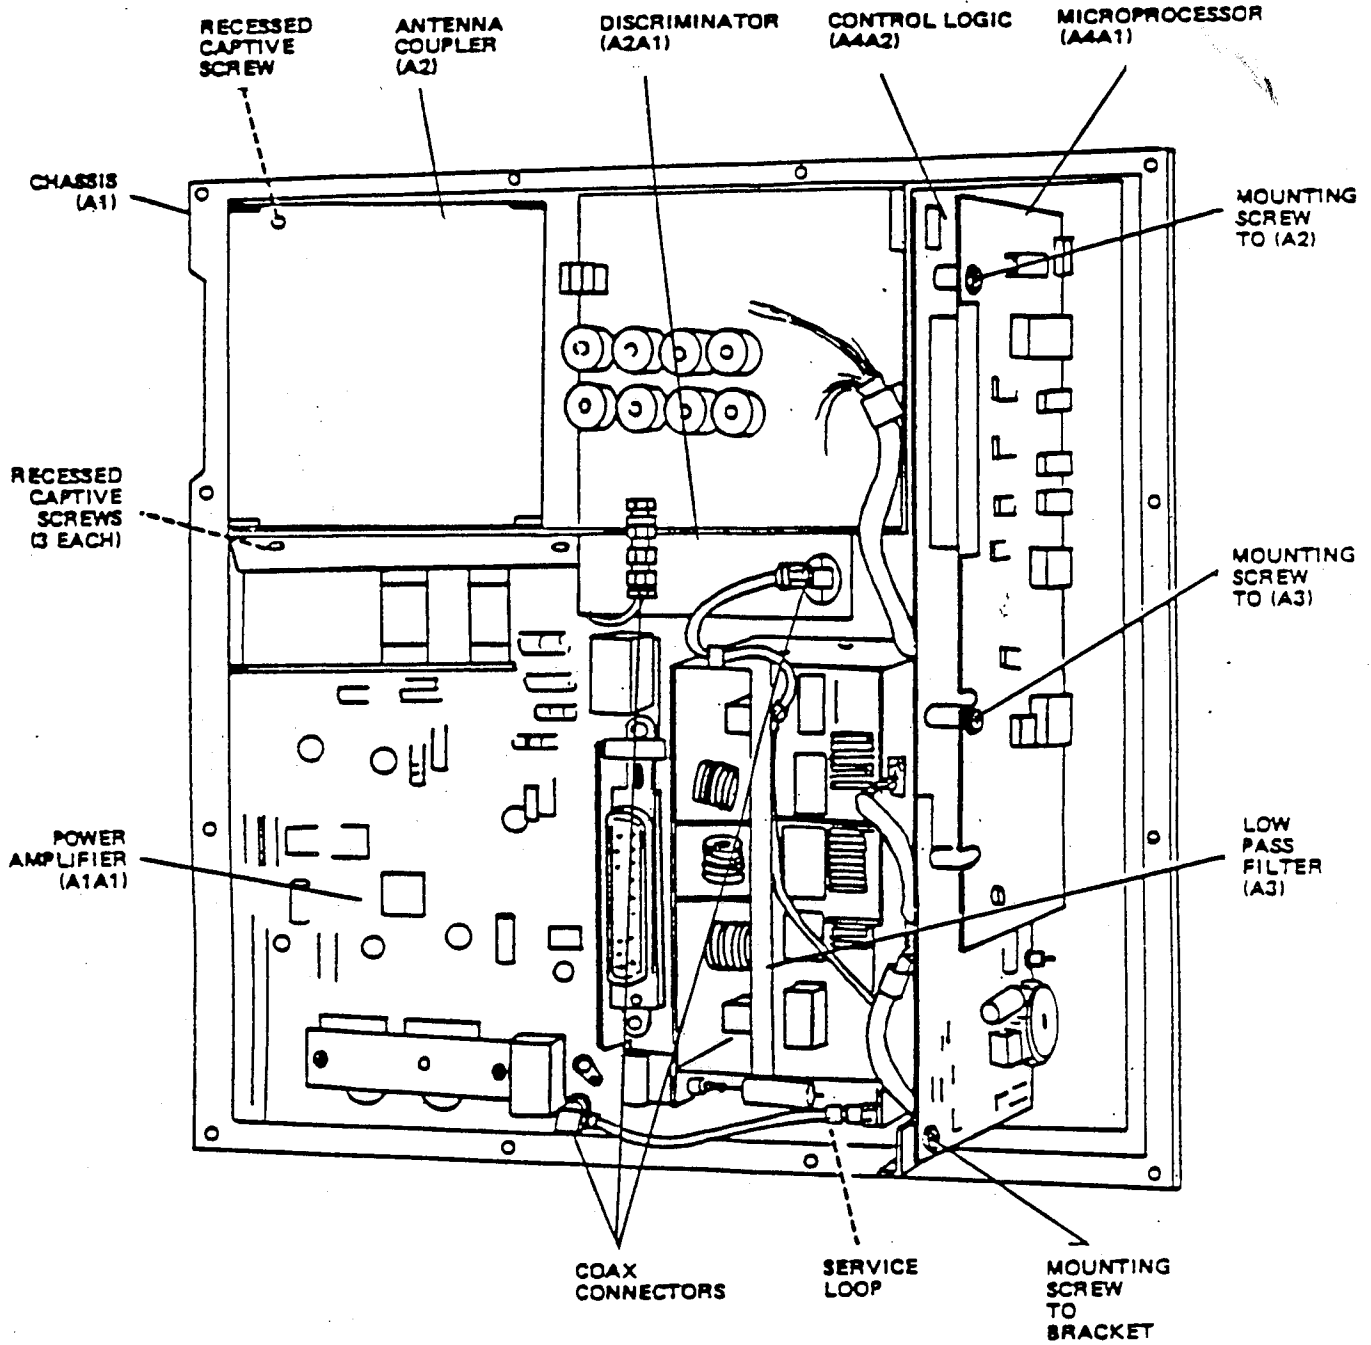 RECESSED
CAPTIVE
SCREW
ANTENNA
COUPLER
(A2)
DISCRIMINATOR
(A2A1)
CONTROL LOGIC
(A4A2)
MICROPROCESSOR
(A4A1)
CHASSIS
(A1)
MOUNTING
SCREW
TO (A2)
RECESSED
CAPTIVE
SCREWS
(3 EACH)
MOUNTING
SCREW
TO (A3)
POWER
AMPLIFIER
(A1A1)
LOW
PASS
FILTER
(A3)
COAX
CONNECTORS
SERVICE
LOOP
MOUNTING
SCREW
TO
BRACKET